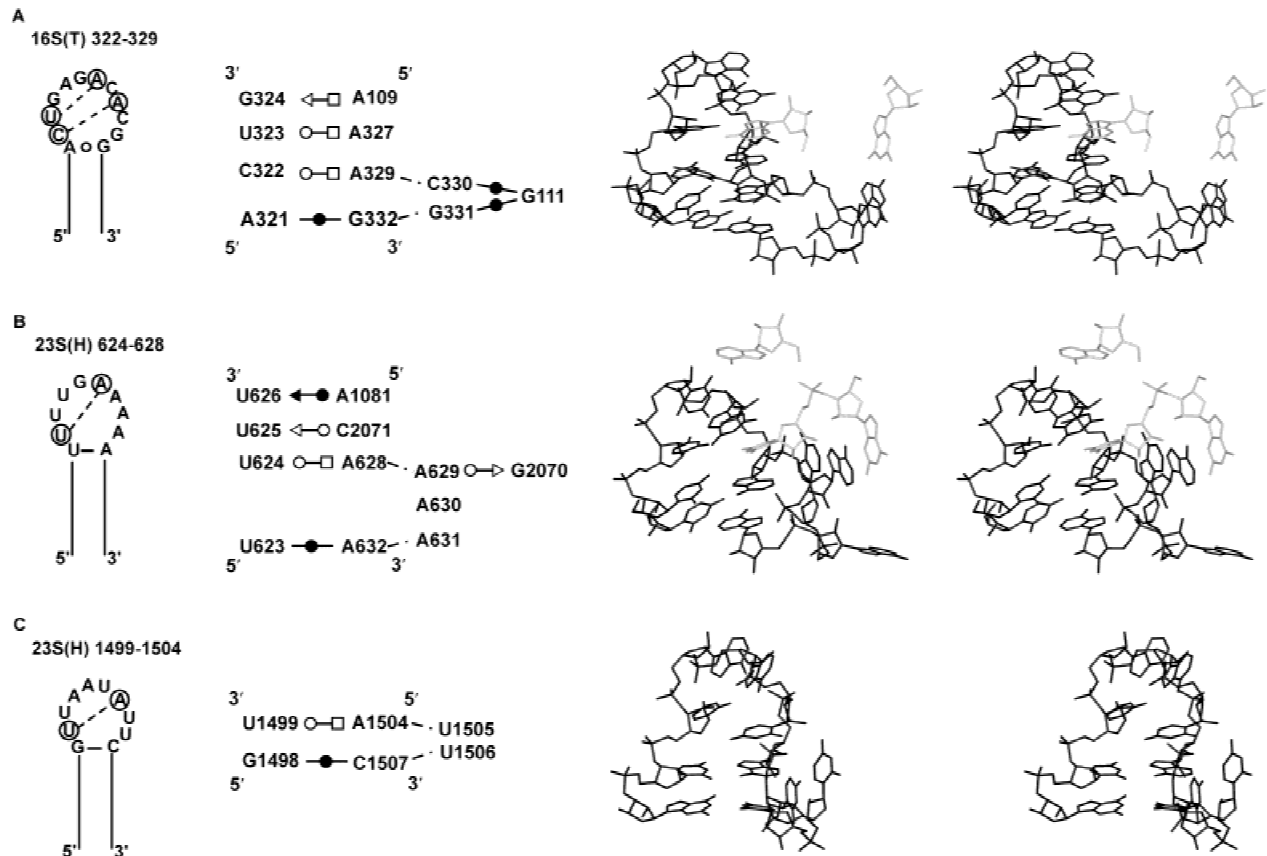 A
16S(T) 322-329
G A G A C A C G G
U C A o G
5' 3'
3' 5'
G324 A109
U323 A327
C322 A329 C330
G111
A321 G332 G331
5' 3'
B
23S(H) 624-628
U U G A A A A
U U A
5' 3'
3' 5'
U626 A1081
U625 C2071
U624 A628 A629 G2070
A630
U623 A632 A631
5' 3'
C
23S(H) 1499-1504
U A A U A U U
U G C
5' 3'
3' 5'
U1499 A1504 U1505
U1506
G1498 C1507
5' 3'